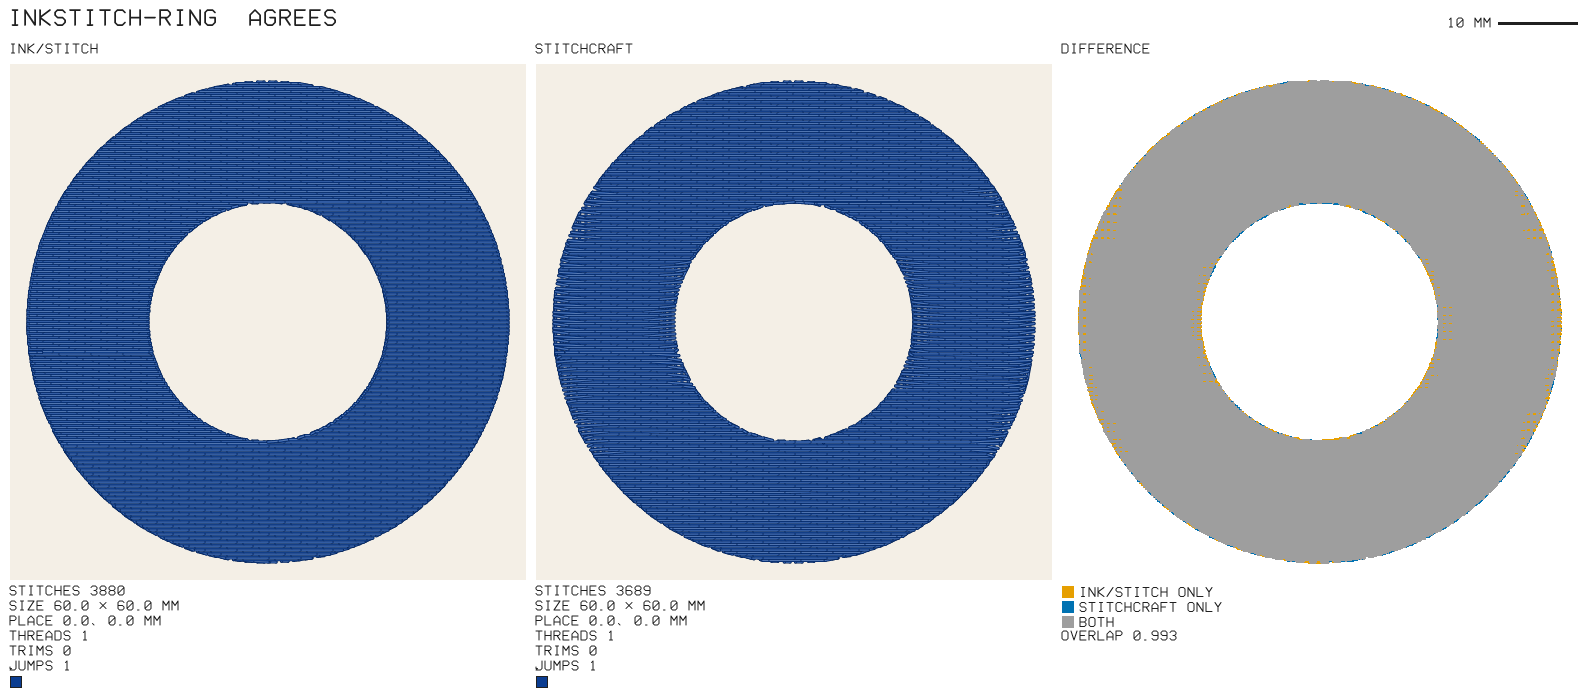 INKSTITCH-RING AGREES
10 MM
INK/STITCH
STITCHCRAFT
DIFFERENCE
STITCHES 3880
SIZE 60.0 × 60.0 MM
PLACE 0.0, 0.0 MM
THREADS 1
TRIMS 0
JUMPS 1
STITCHES 3689
SIZE 60.0 × 60.0 MM
PLACE 0.0, 0.0 MM
THREADS 1
TRIMS 0
JUMPS 1
INK/STITCH ONLY
STITCHCRAFT ONLY
BOTH
OVERLAP 0.993